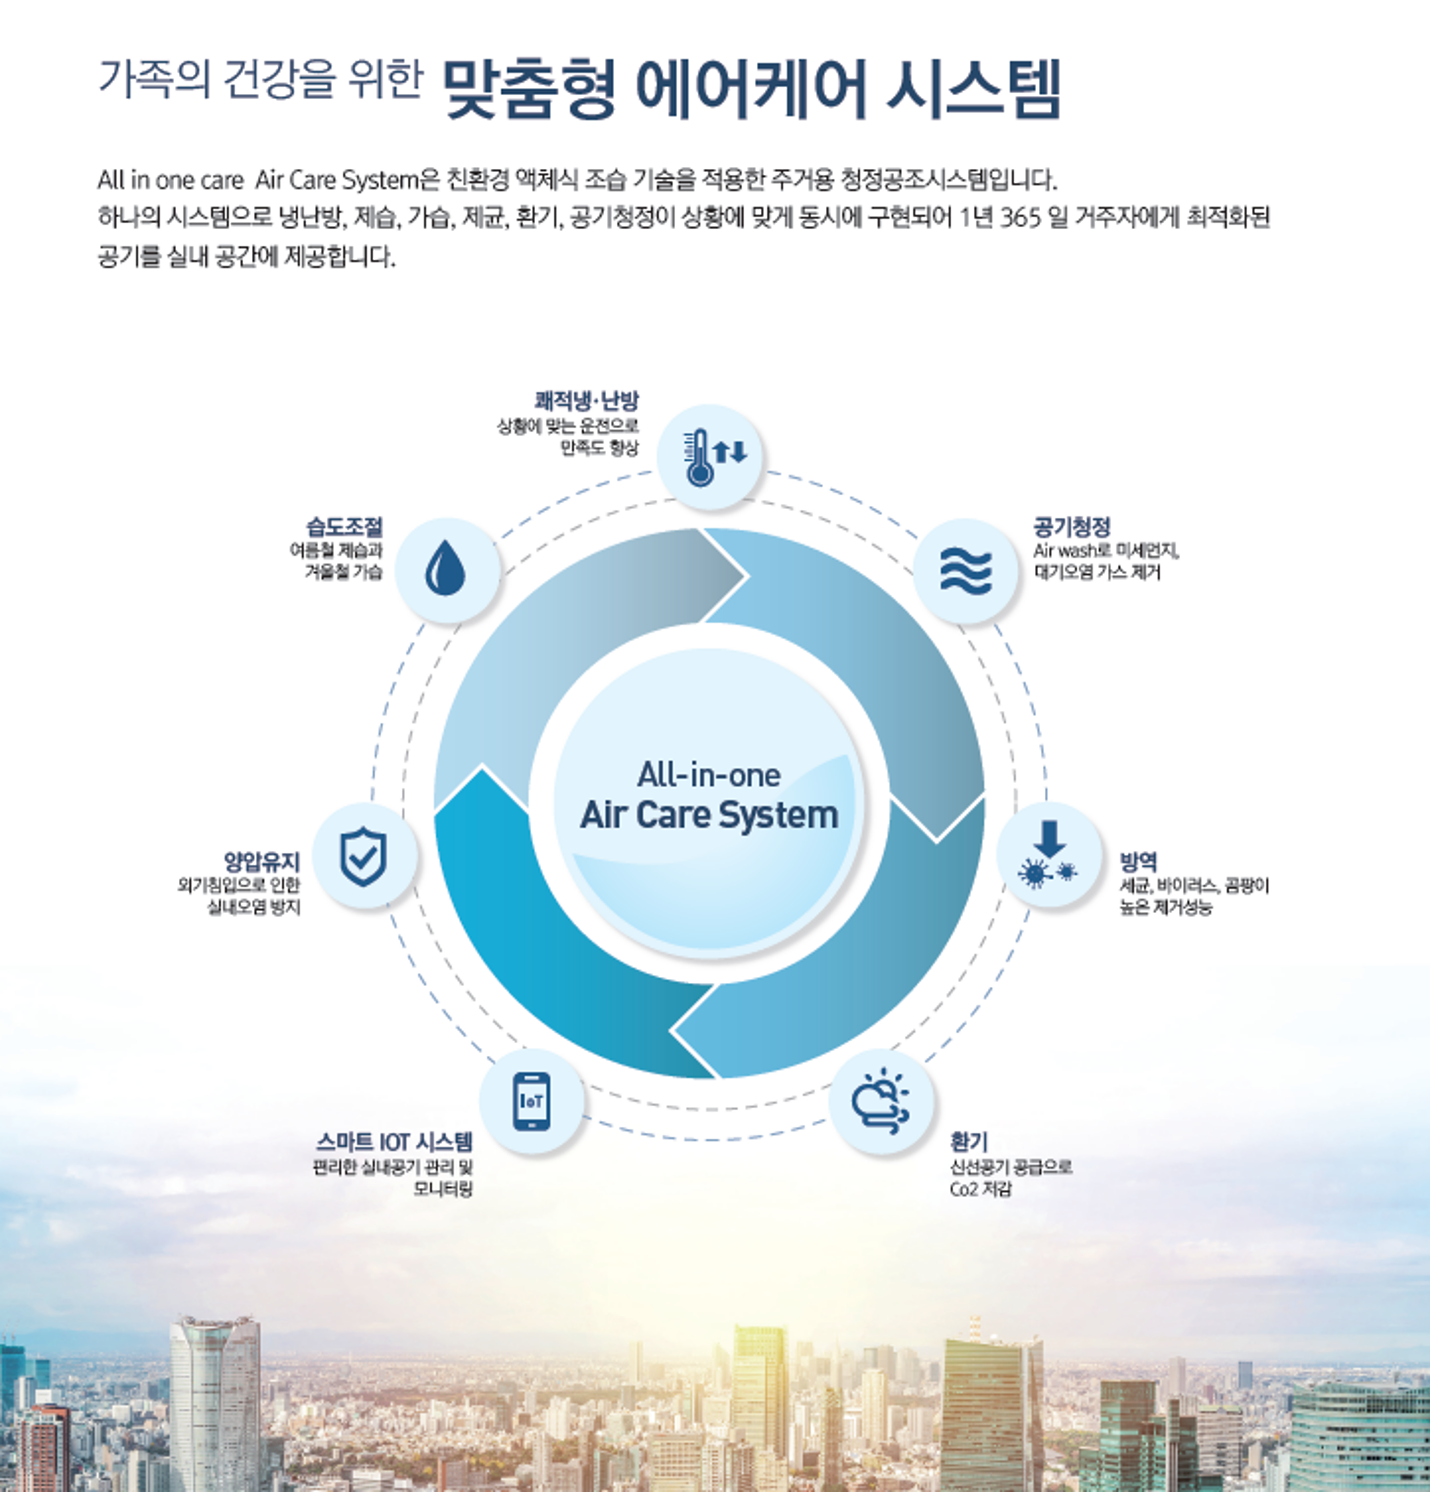 가족의 건강을 위한 맞춤형 에어케어 시스템
All in one care Air Care System은 친환경 액체식 조습 기술을 적용한 주거용 청정공조시스템입니다.
하나의 시스템으로 냉난방, 제습, 가습, 제균, 환기, 공기청정이 상황에 맞게 동시에 구현되어 1년 365 일 거주자에게 최적화된
공기를 실내 공간에 제공합니다.
쾌적냉·난방
상황에 맞는 운전으로
만족도 향상
습도조절
여름철 제습과
겨울철 가습
공기청정
Air wash로 미세먼지,
대기오염 가스 제거
All-in-one
Air Care System
양압유지
외기침입으로 인한
실내오염 방지
방역
세균, 바이러스, 곰팡이
높은 제거성능
IoT
스마트 IOT 시스템
편리한 실내공기 관리 및
모니터링
환기
신선공기 공급으로
Co2 저감